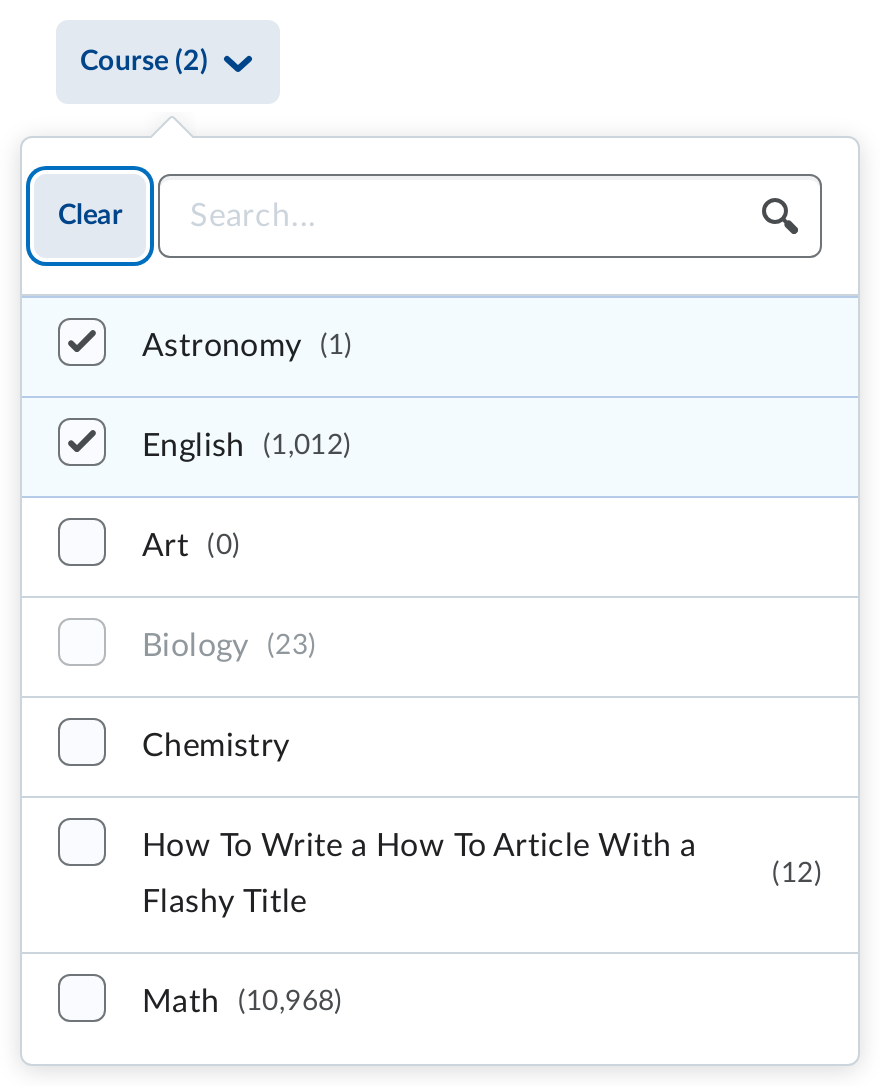 Course (2)
Clear
Search...
Astronomy (1)
English (1,012)
Art (0)
Biology (23)
Chemistry
How To Write a How To Article With a
Flashy Title
(12)
Math (10,968)